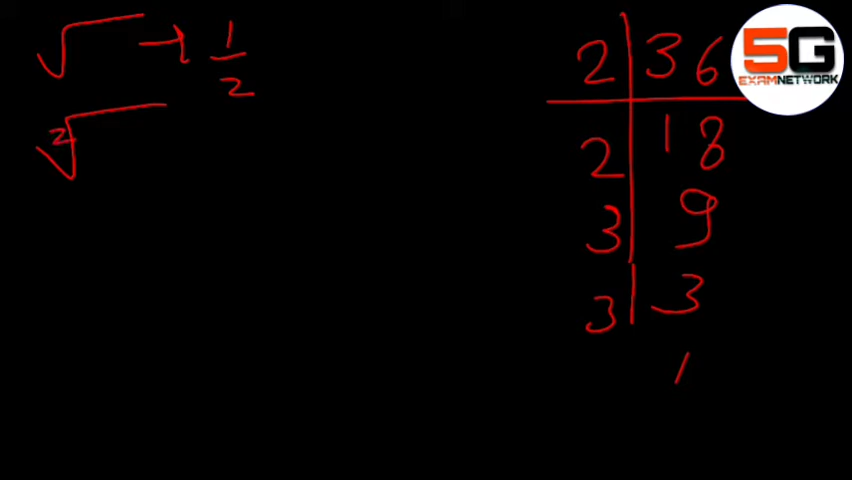 √ → 1/2
2√
2 | 36
2 | 18
3 | 9
3 | 3
1
5G
EXAMNETWORK